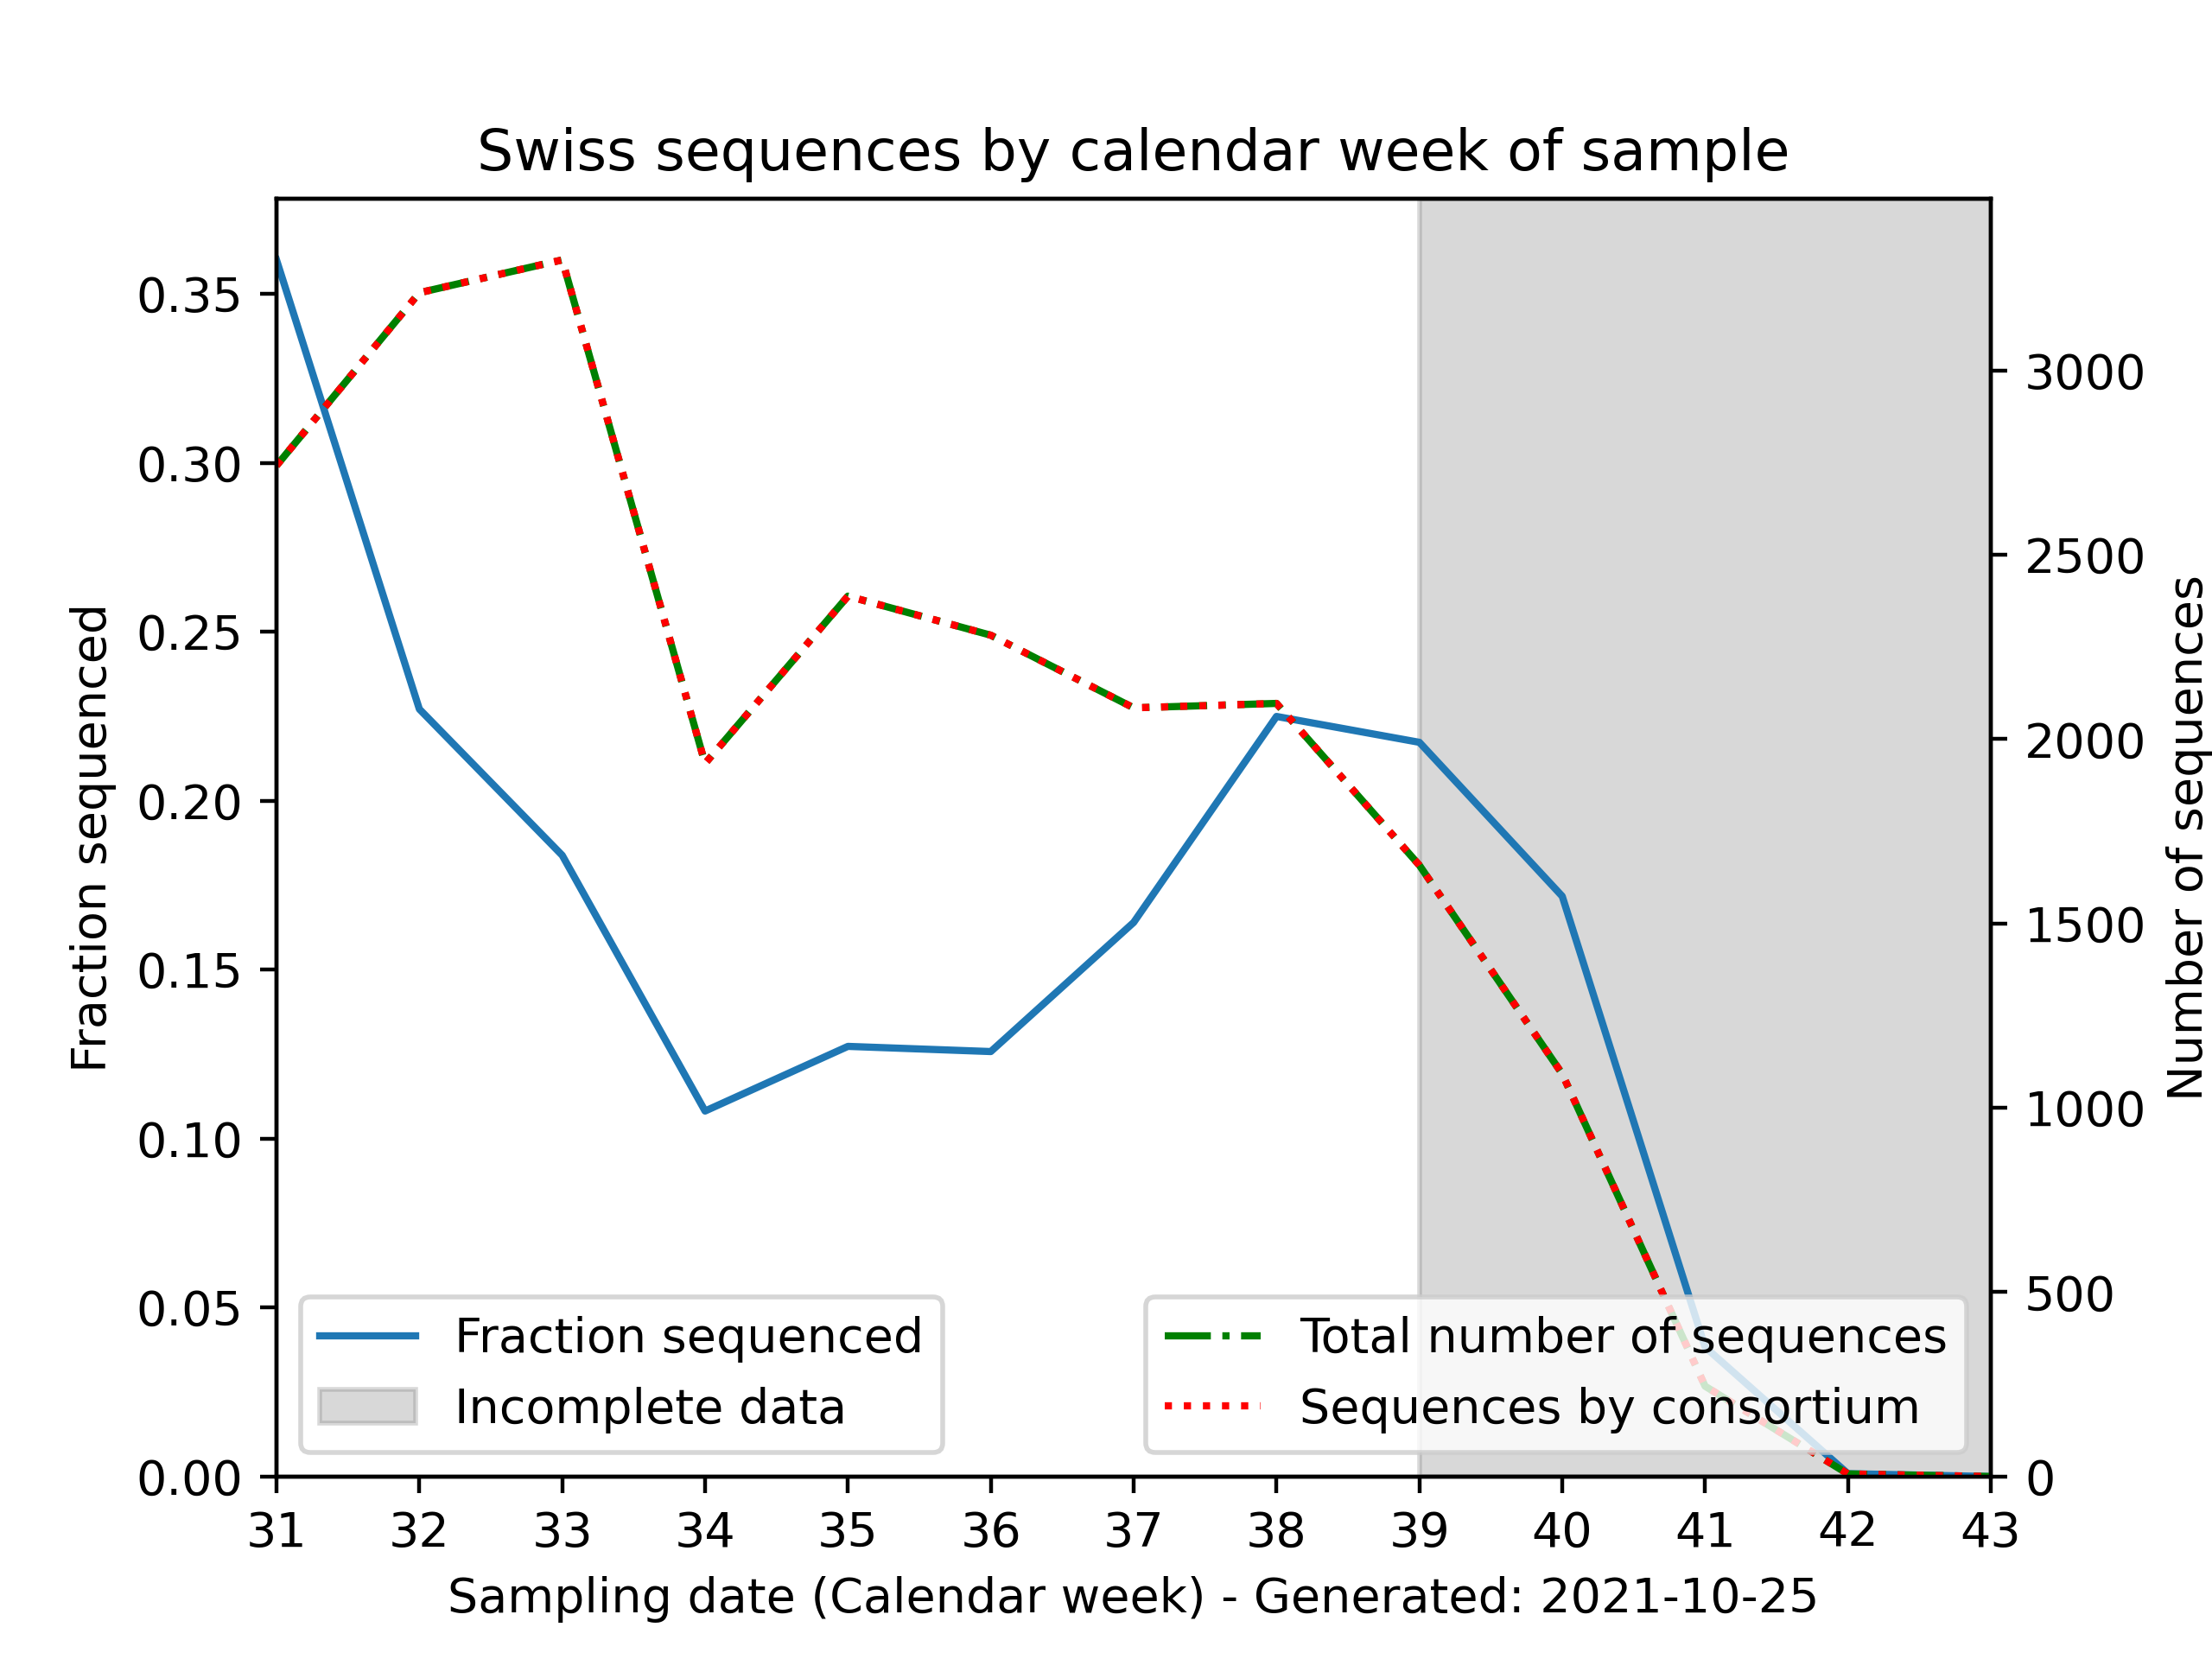 Swiss sequences by calendar week of sample
0.35
0.30
0.25
0.20
0.15
0.10
0.05
0.00
Fraction sequenced
3000
2500
2000
1500
1000
500
0
Number of sequences
Fraction sequenced
Incomplete data
Total number of sequences
Sequences by consortium
31 32 33 34 35 36 37 38 39 40 41 42 43
Sampling date (Calendar week) - Generated: 2021-10-25